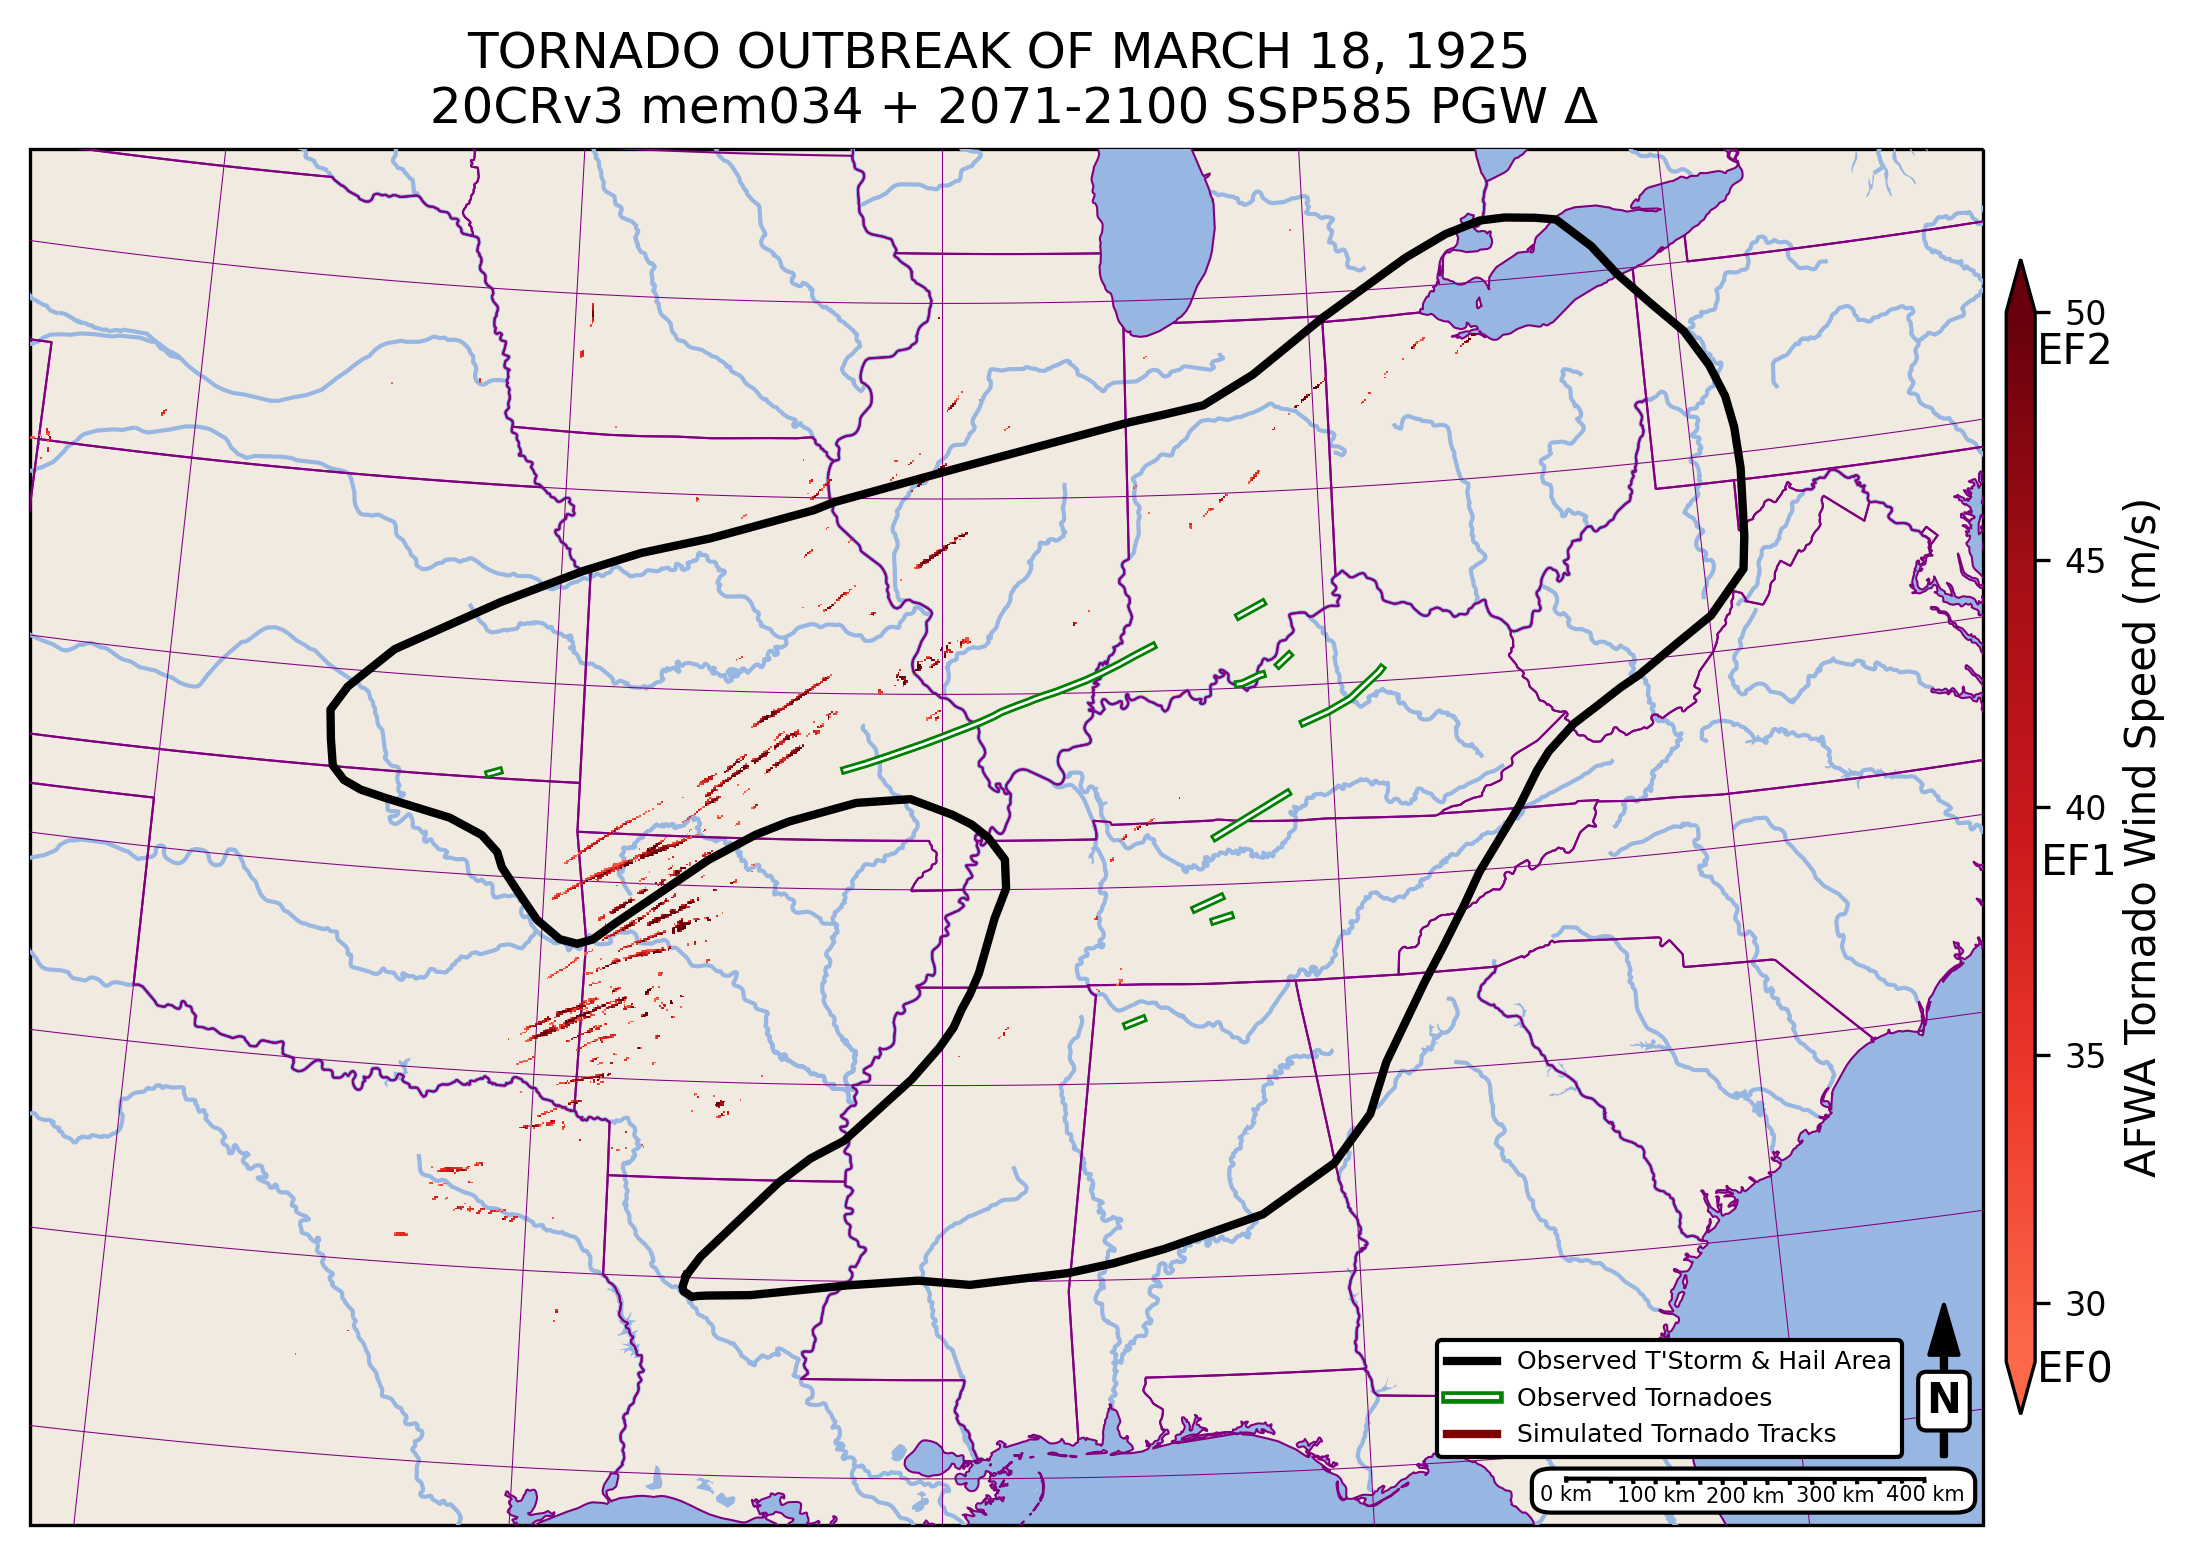 TORNADO OUTBREAK OF MARCH 18, 1925
20CRv3 mem034 + 2071-2100 SSP585 PGW Δ
50
EF2
45
40
EF1
35
30
EF0
AFWA Tornado Wind Speed (m/s)
Observed T'Storm & Hail Area
Observed Tornadoes
Simulated Tornado Tracks
N
0 km 100 km 200 km 300 km 400 km